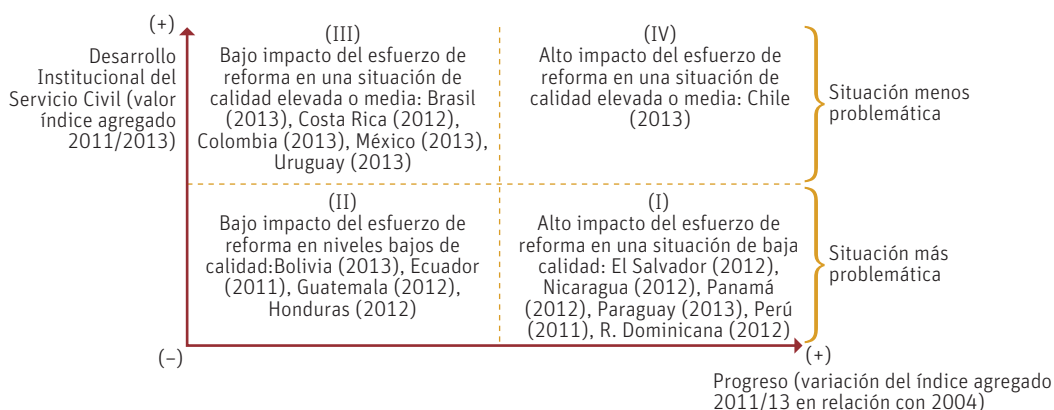 (+)
Desarrollo
Institucional del
Servicio Civil (valor
índice agregado
2011/2013)
(III)
Bajo impacto del esfuerzo de
reforma en una situación de
calidad elevada o media: Brasil
(2013), Costa Rica (2012),
Colombia (2013), México (2013),
Uruguay (2013)
(IV)
Alto impacto del esfuerzo de
reforma en una situación de
calidad elevada o media: Chile
(2013)
Situación menos
problemática
(II)
Bajo impacto del esfuerzo de
reforma en niveles bajos de
calidad:Bolivia (2013), Ecuador
(2011), Guatemala (2012),
Honduras (2012)
(I)
Alto impacto del esfuerzo de
reforma en una situación de baja
calidad: El Salvador (2012),
Nicaragua (2012), Panamá
(2012), Paraguay (2013), Perú
(2011), R. Dominicana (2012)
Situación más
problemática
(–)
(+)
Progreso (variación del índice agregado
2011/13 en relación con 2004)